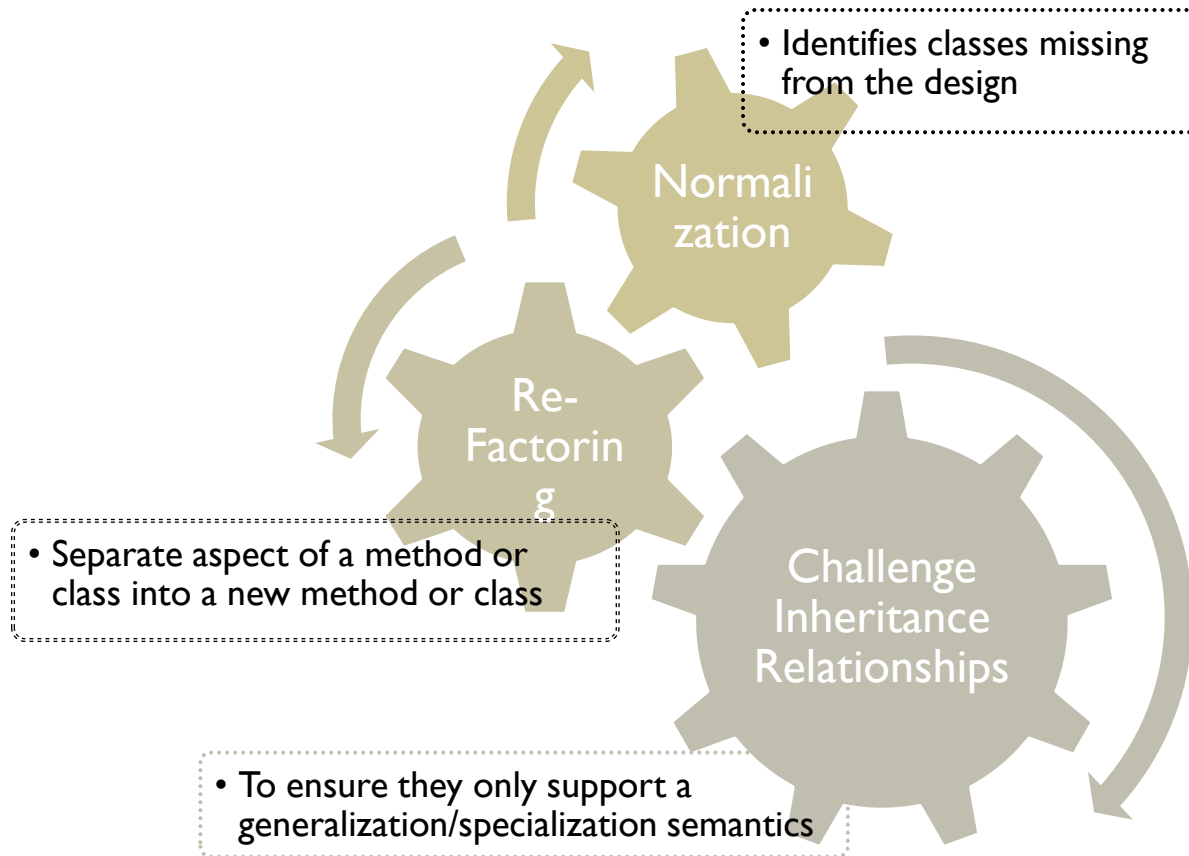 • Identifies classes missing
from the design
Normali
zation
Re-
Factorin
g
• Separate aspect of a method or
class into a new method or class
Challenge
Inheritance
Relationships
• To ensure they only support a
generalization/specialization semantics